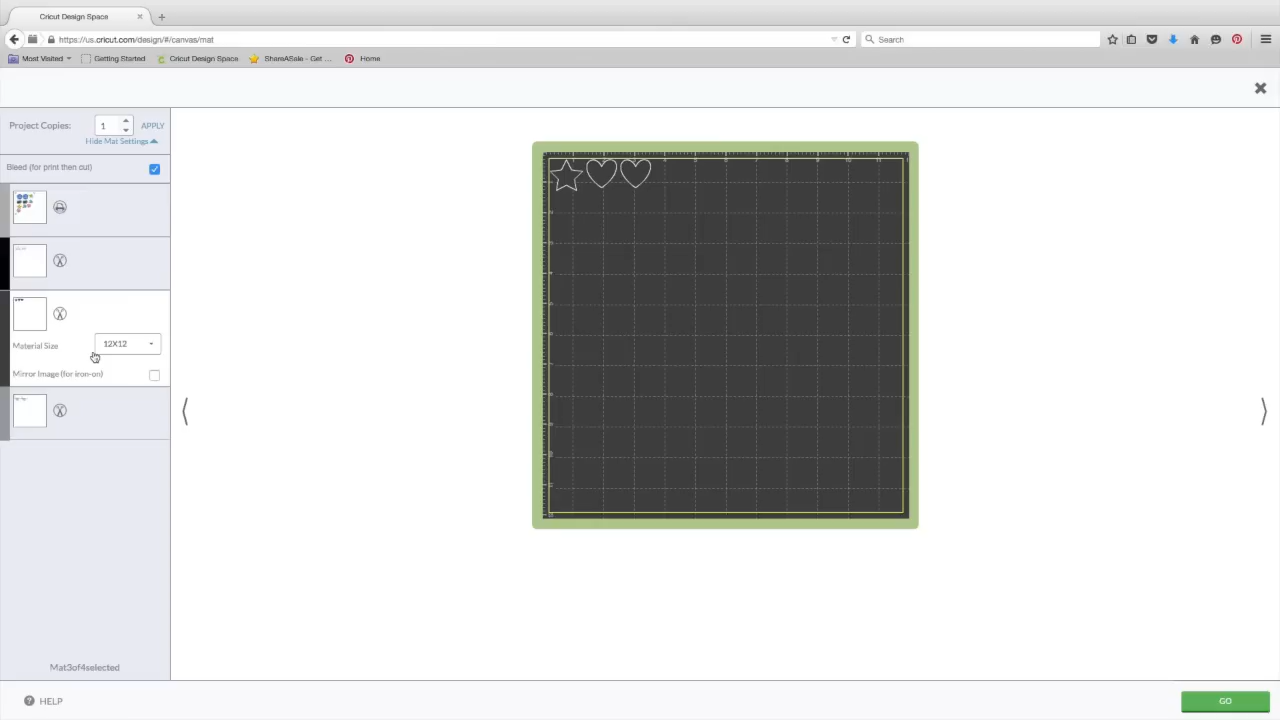 Cricut Design Space
https://us.cricut.com/design/#/canvas/mat
Search
Most Visited
Getting Started
Cricut Design Space
ShareASale - Get ...
Home
Project Copies: 1 APPLY
Hide Mat Settings
Bleed (for print then cut)
Material Size 12X12
Mirror Image (for iron-on)
Mat3of4selected
HELP
GO